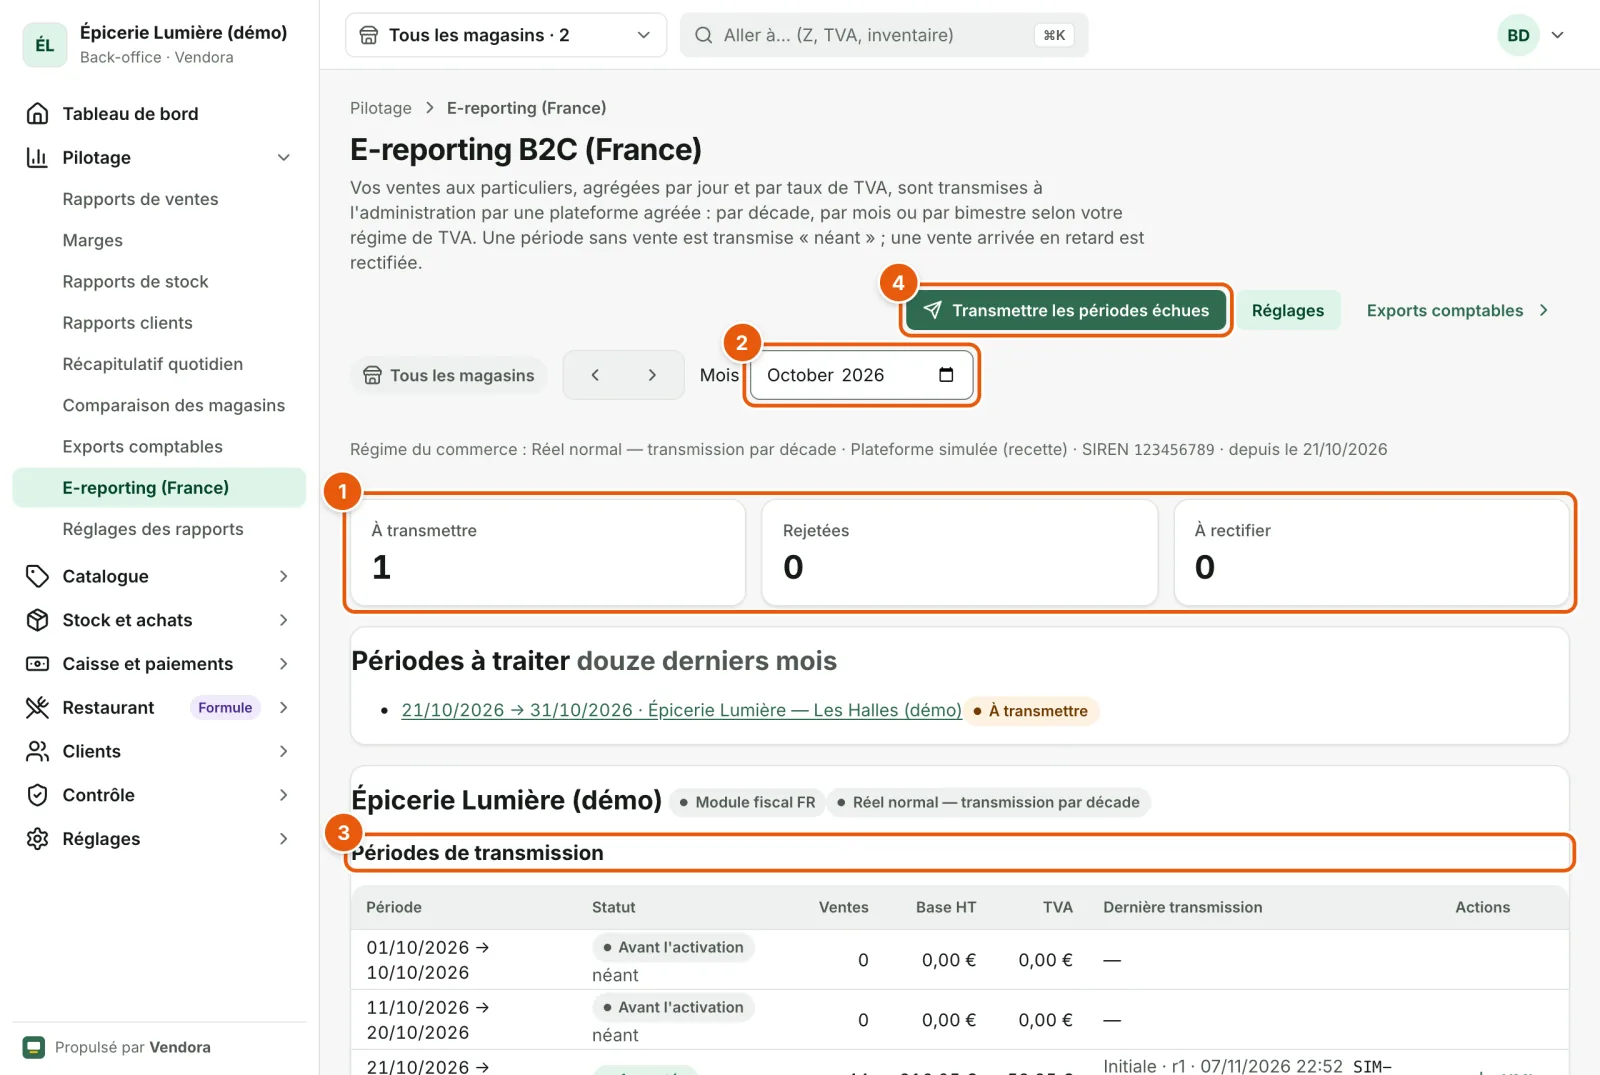 ÉL
Épicerie Lumière (démo)
Back-office · Vendora
Tous les magasins · 2
Aller à... (Z, TVA, inventaire)
⌘K
BD
Tableau de bord
Pilotage
Rapports de ventes
Marges
Rapports de stock
Rapports clients
Récapitulatif quotidien
Comparaison des magasins
Exports comptables
E-reporting (France)
Réglages des rapports
Catalogue
Stock et achats
Caisse et paiements
Restaurant
Formule
Clients
Contrôle
Réglages
Propulsé par Vendora
Pilotage > E-reporting (France)
E-reporting B2C (France)
Vos ventes aux particuliers, agrégées par jour et par taux de TVA, sont transmises à
l'administration par une plateforme agréée : par décade, par mois ou par bimestre selon votre
régime de TVA. Une période sans vente est transmise « néant » ; une vente arrivée en retard est
rectifiée.
4
Transmettre les périodes échues
Réglages
Exports comptables
2
Tous les magasins
Mois
October 2026
Régime du commerce : Réel normal — transmission par décade · Plateforme simulée (recette) · SIREN 123456789 · depuis le 21/10/2026
1
À transmettre
1
Rejetées
0
À rectifier
0
Périodes à traiter douze derniers mois
• 21/10/2026 → 31/10/2026 · Épicerie Lumière — Les Halles (démo) • À transmettre
Épicerie Lumière (démo) • Module fiscal FR • Réel normal — transmission par décade
3
Périodes de transmission
Période Statut Ventes Base HT TVA Dernière transmission Actions
01/10/2026 → 10/10/2026 • Avant l'activation néant 0 0,00 € 0,00 € —
11/10/2026 → 20/10/2026 • Avant l'activation néant 0 0,00 € 0,00 € —
21/10/2026 → Initiale · r1 · 07/11/2026 22:52 SIM–